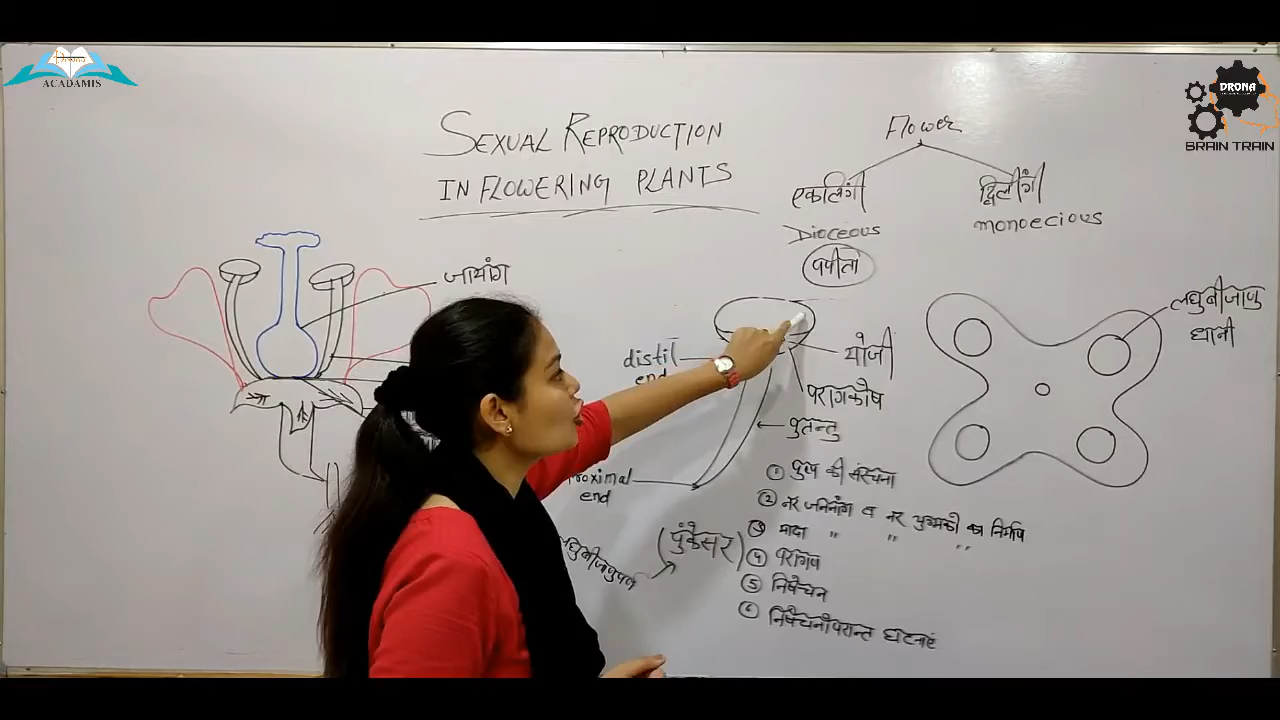 Drona
ACADAMIS
DRONA
BRAIN TRAIN
SEXUAL REPRODUCTION
IN FLOWERING PLANTS
Flower
एकलिंगी
Dioceous
पपीता
द्विलिंगी
monoecious
जायांग
distil
end
योजी
परागकोष
पुतन्तु
roximal
end
(पुंकेसर)
लघुबीजाणु
धानी
① पुष्प की संरचना
② नर जननांग व नर युग्मको का निर्माण
③ मादा " " "
④ परागण
⑤ निषेचन
⑥ निषेचनोपरान्त घटनाएं